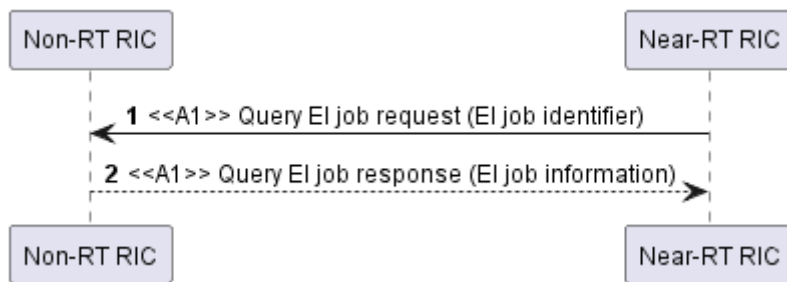 Non-RT RIC
Near-RT RIC
1 <<A1>> Query EI job request (EI job identifier)
2 <<A1>> Query EI job response (EI job information)
Non-RT RIC
Near-RT RIC